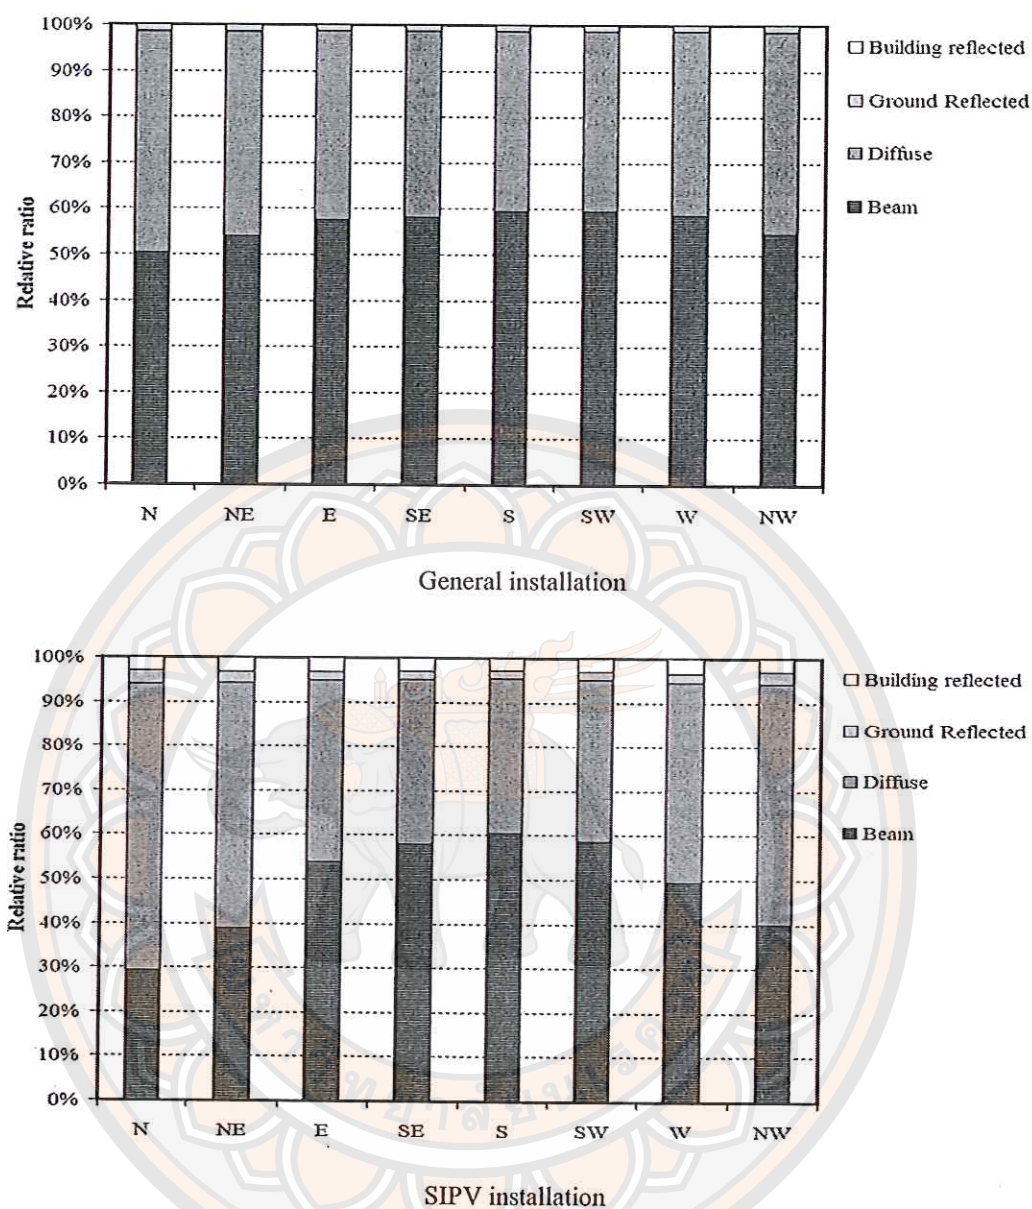 100%
90%
80%
70%
60%
50%
40%
30%
20%
10%
0%
Relative ratio
N NE E SE S SW W NW
Building reflected
Ground Reflected
Diffuse
Beam
General installation
100%
90%
80%
70%
60%
50%
40%
30%
20%
10%
0%
Relative ratio
N NE E SE S SW W NW
Building reflected
Ground Reflected
Diffuse
Beam
SIPV installation